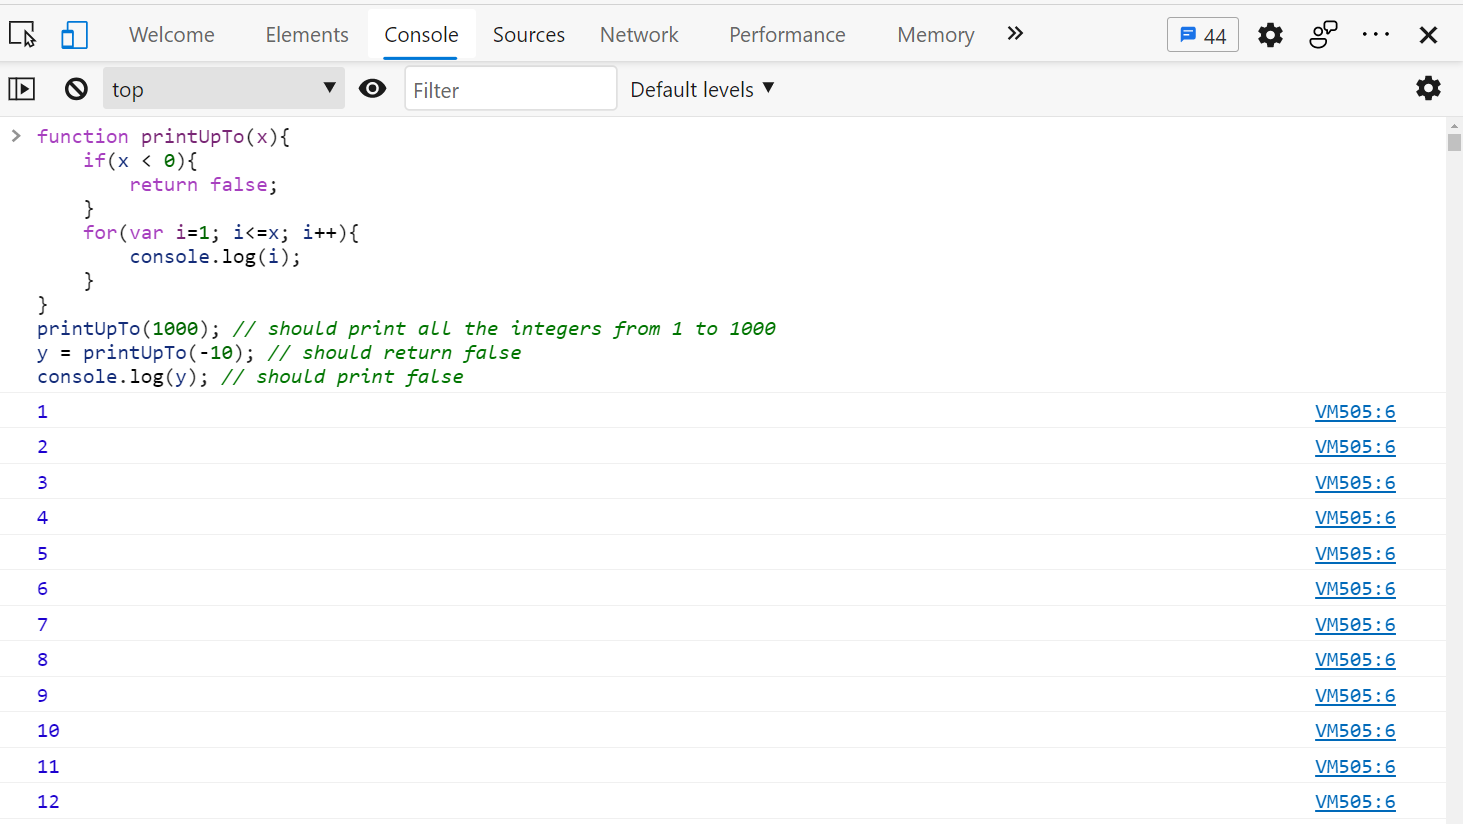 Welcome Elements Console Sources Network Performance Memory 44
top Filter Default levels
function printUpTo(x){
    if(x < 0){
        return false;
    }
    for(var i=1; i<=x; i++){
        console.log(i);
    }
}
printUpTo(1000); // should print all the integers from 1 to 1000
y = printUpTo(-10); // should return false
console.log(y); // should print false
1 VM505:6
2 VM505:6
3 VM505:6
4 VM505:6
5 VM505:6
6 VM505:6
7 VM505:6
8 VM505:6
9 VM505:6
10 VM505:6
11 VM505:6
12 VM505:6